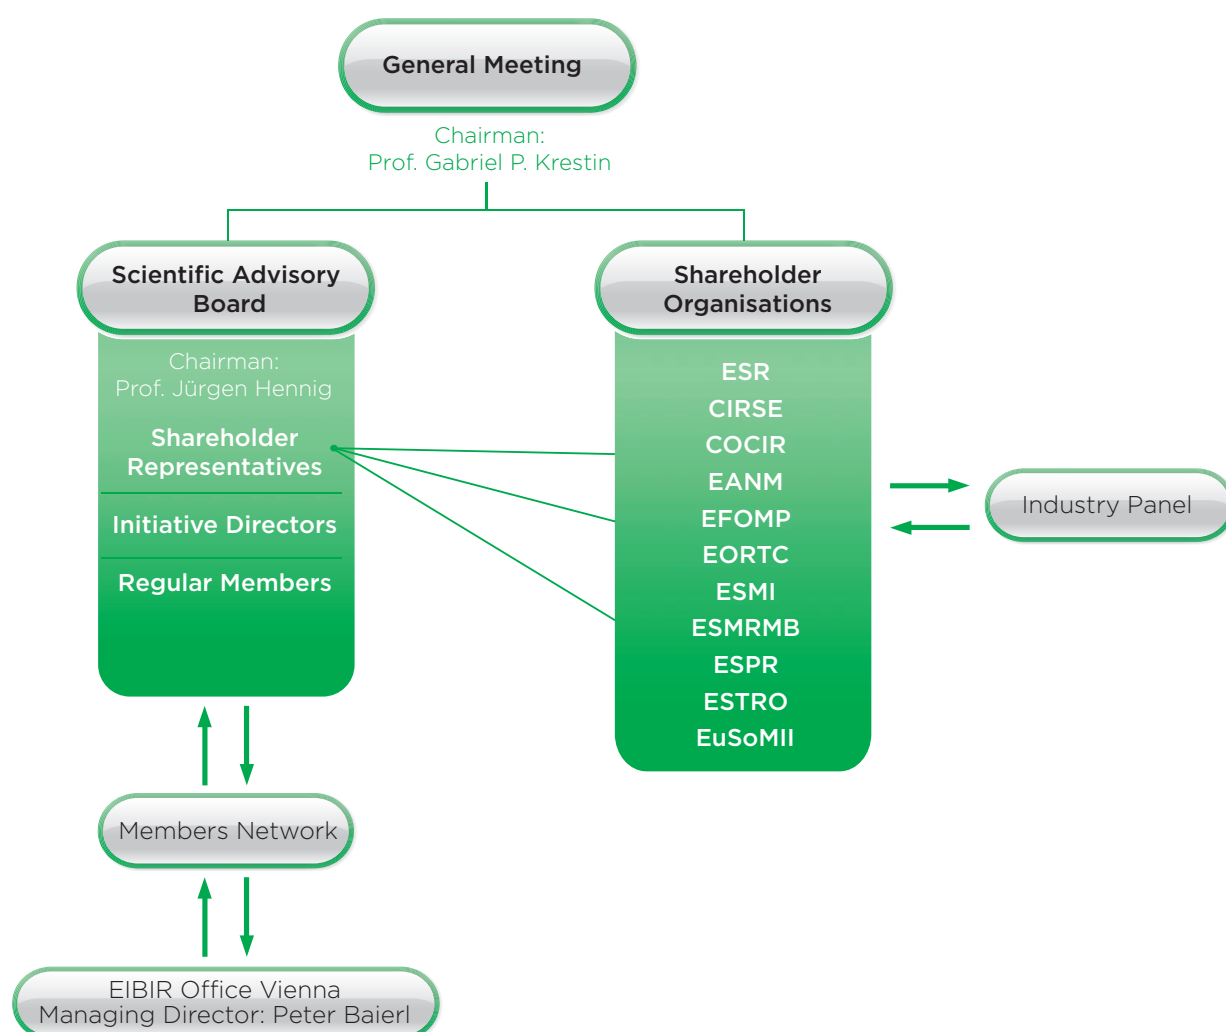 General Meeting
Chairman:
Prof. Gabriel P. Krestin
Scientific Advisory
Board
Chairman:
Prof. Jürgen Hennig
Shareholder
Representatives
Initiative Directors
Regular Members
Shareholder
Organisations
ESR
CIRSE
COCIR
EANM
EFOMP
EORTC
ESMI
ESMRMB
ESPR
ESTRO
EuSoMII
Industry Panel
Members Network
EIBIR Office Vienna
Managing Director: Peter Baierl